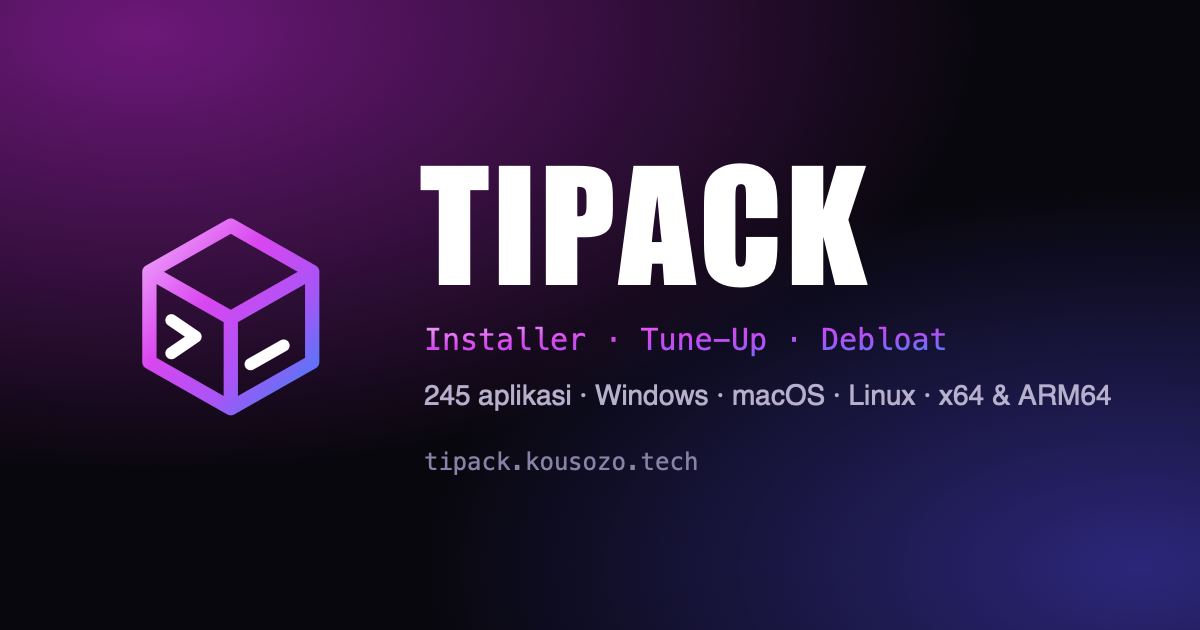 TIPACK
Installer · Tune-Up · Debloat
245 aplikasi · Windows · macOS · Linux · x64 & ARM64
tipack.kousozo.tech